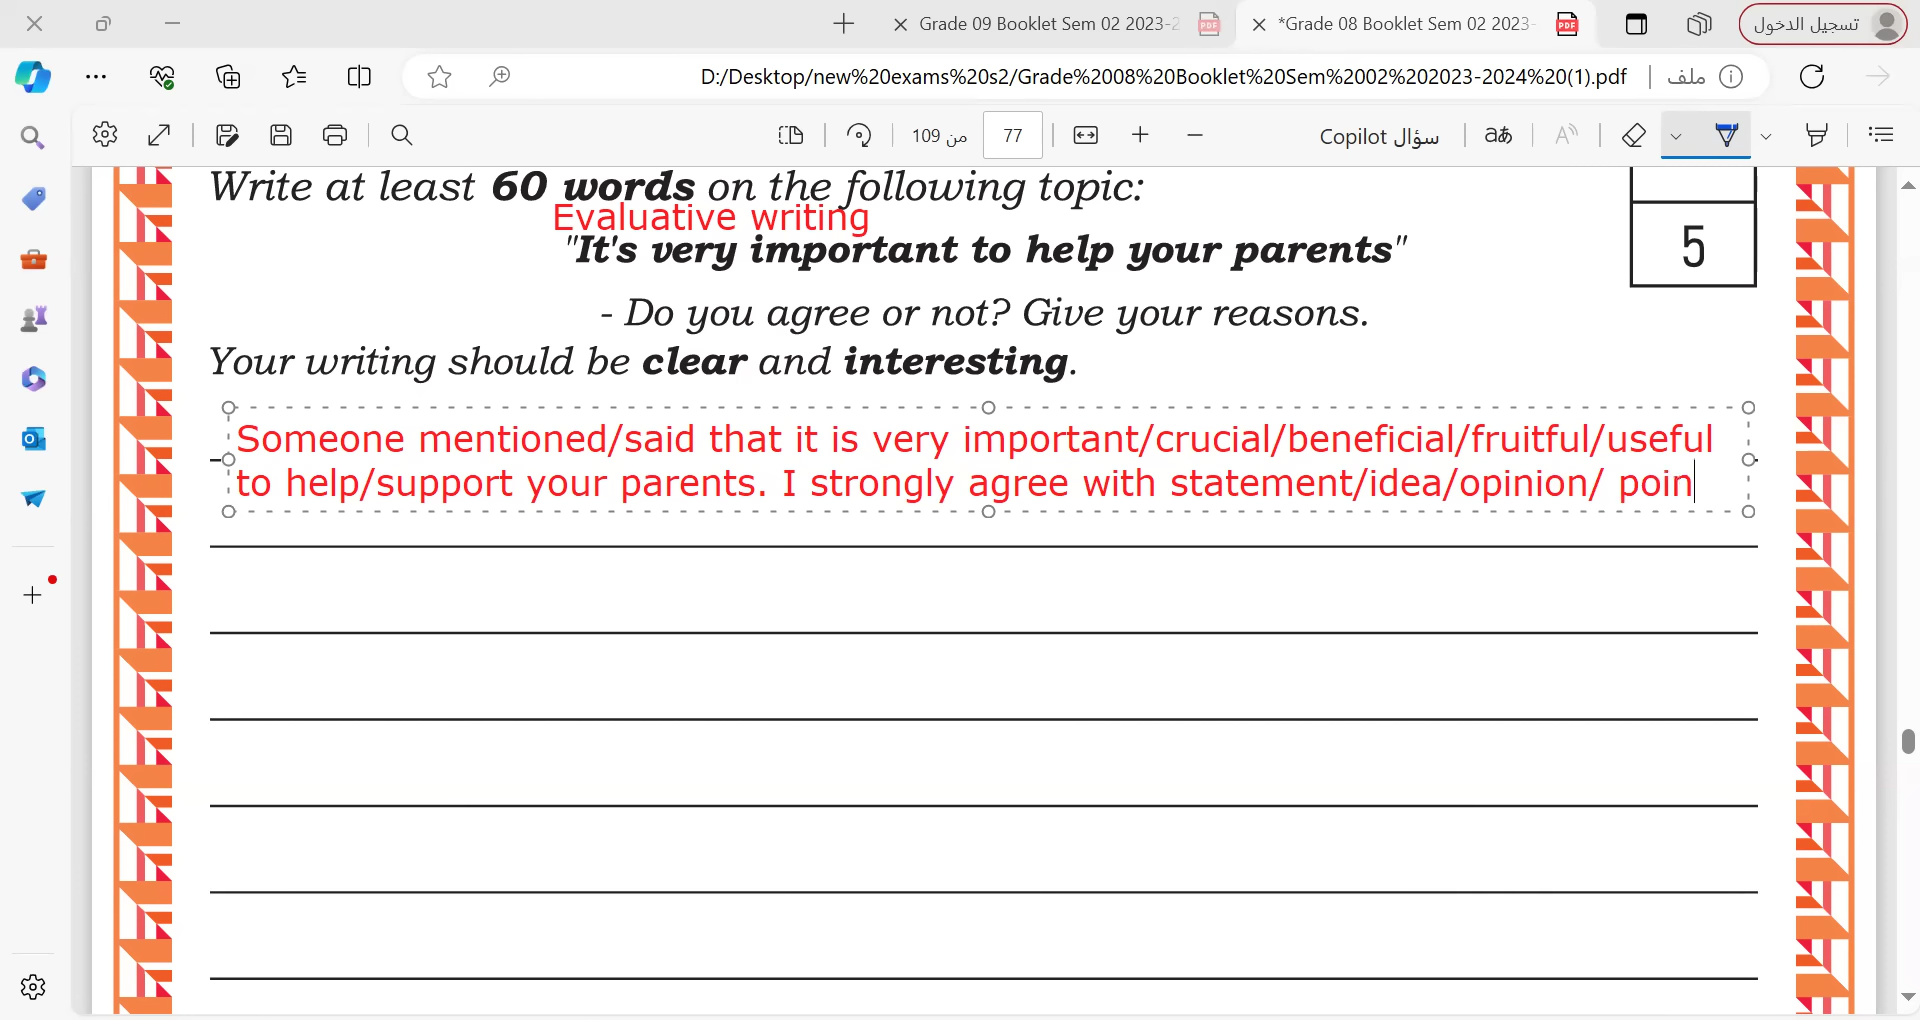 Grade 09 Booklet Sem 02 2023-2
*Grade 08 Booklet Sem 02 2023-
تسجيل الدخول
D:/Desktop/new%20exams%20s2/Grade%2008%20Booklet%20Sem%2002%202023-2024%20(1).pdf
ملف
109 من
77
سؤال Copilot
Write at least 60 words on the following topic:
Evaluative writing
"It's very important to help your parents"
5
- Do you agree or not? Give your reasons.
Your writing should be clear and interesting.
Someone mentioned/said that it is very important/crucial/beneficial/fruitful/useful
to help/support your parents. I strongly agree with statement/idea/opinion/ poin